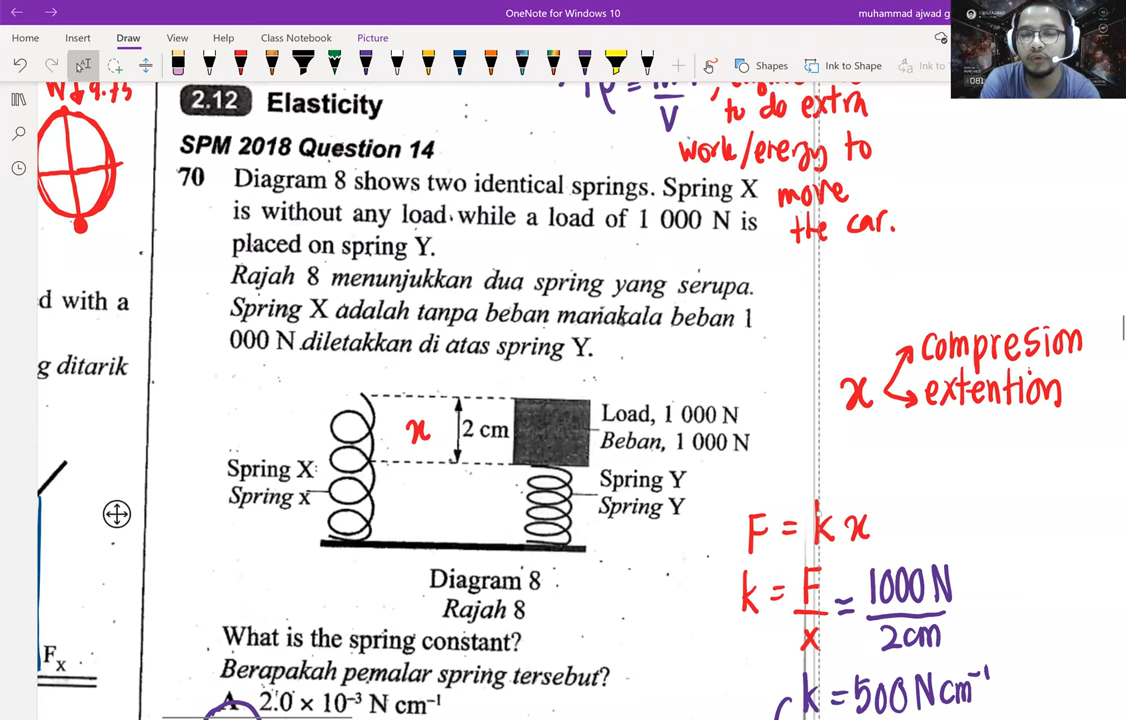 OneNote for Windows 10
muhammad ajwad g
Home Insert Draw View Help Class Notebook Picture
Shapes Ink to Shape Ink to
2.12 Elasticity
SPM 2018 Question 14
70 Diagram 8 shows two identical springs. Spring X
is without any load while a load of 1 000 N is
placed on spring Y.
Rajah 8 menunjukkan dua spring yang serupa.
Spring X adalah tanpa beban manakala beban 1
000 N diletakkan di atas spring Y.
to do extra
work/energy to
move
the car.
d with a
g ditarik
x
compresion
extention
x
2 cm
Load, 1 000 N
Beban, 1 000 N
Spring X
Spring x
Spring Y
Spring Y
Diagram 8
Rajah 8
F = k x
k = F/x = 1000 N/2cm
k = 500 N cm⁻¹
Fx
What is the spring constant?
Berapakah pemalar spring tersebut?
A 2.0 × 10⁻³ N cm⁻¹